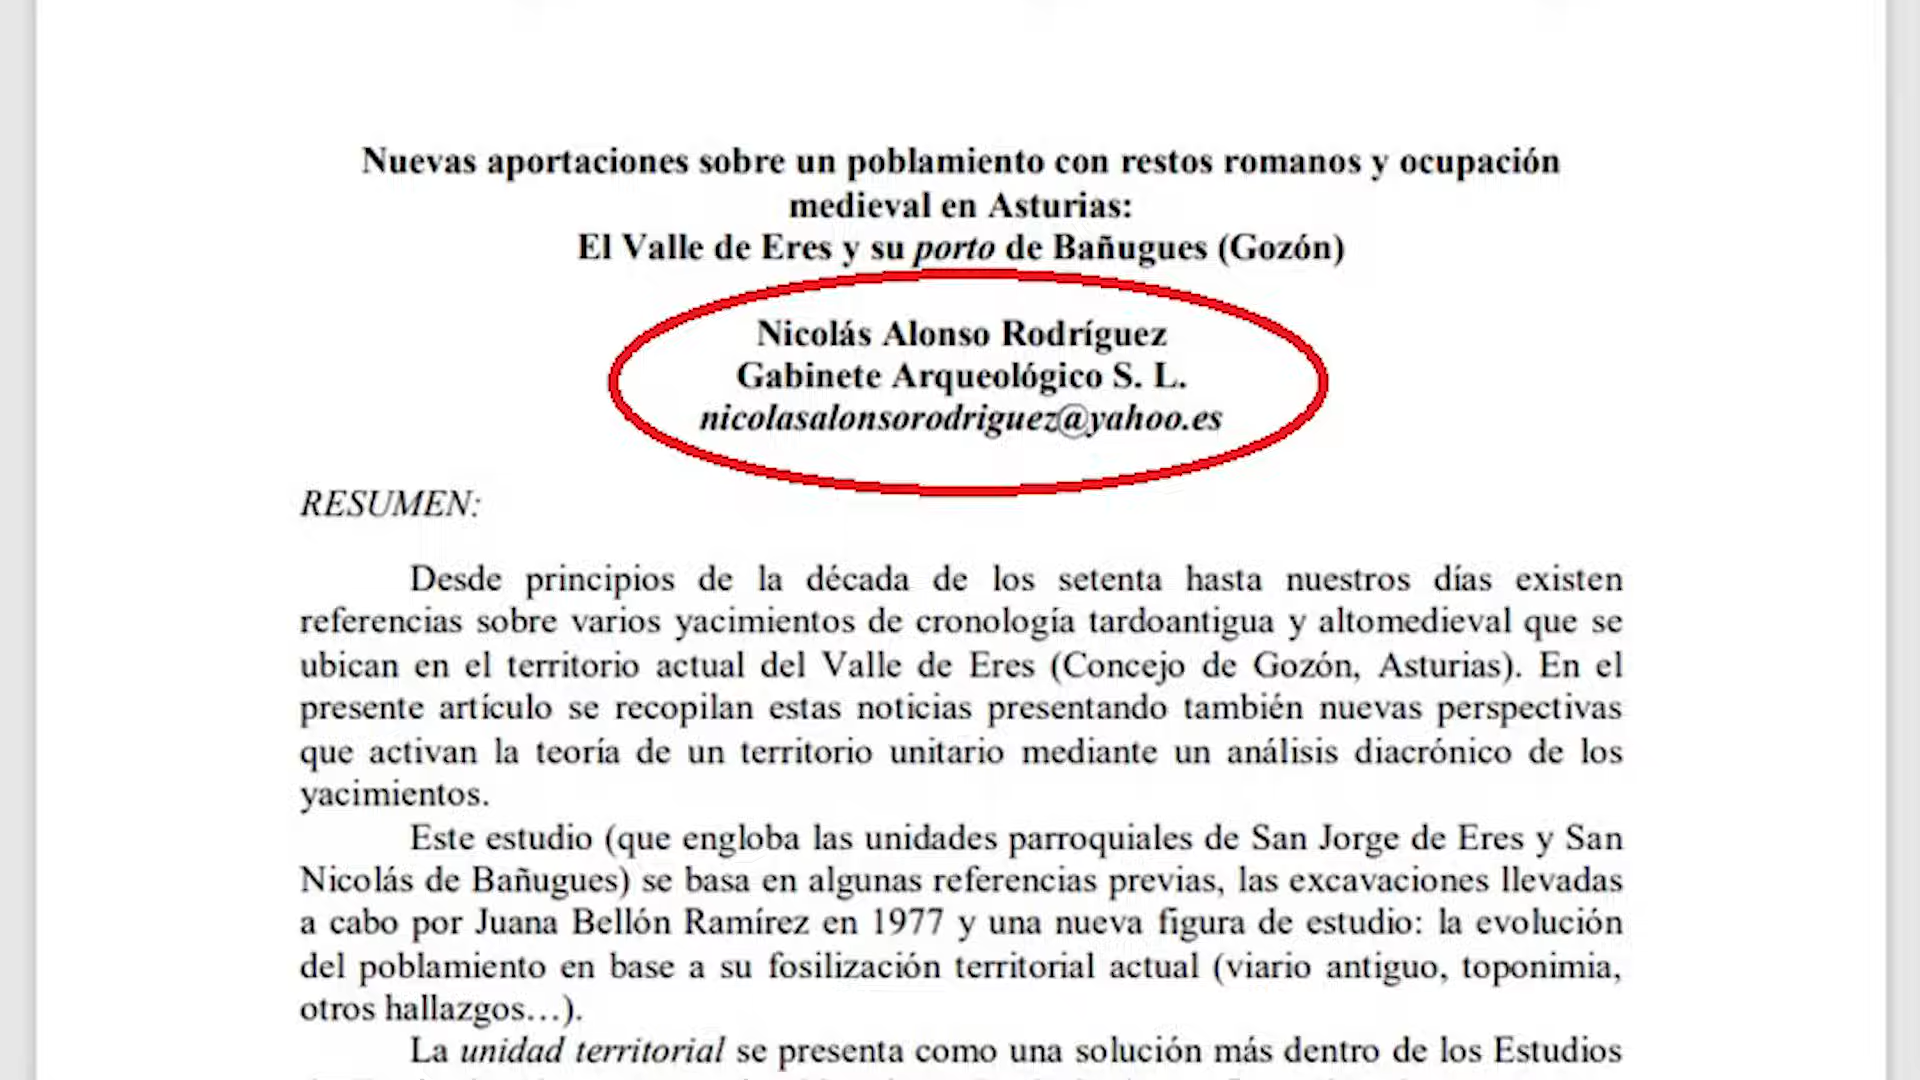 Nuevas aportaciones sobre un poblamiento con restos romanos y ocupación
medieval en Asturias:
El Valle de Eres y su porto de Bañugues (Gozón)
Nicolás Alonso Rodríguez
Gabinete Arqueológico S. L.
nicolasalonsorodriguez@yahoo.es
RESUMEN:
Desde principios de la década de los setenta hasta nuestros días existen
referencias sobre varios yacimientos de cronología tardoantigua y altomedieval que se
ubican en el territorio actual del Valle de Eres (Concejo de Gozón, Asturias). En el
presente artículo se recopilan estas noticias presentando también nuevas perspectivas
que activan la teoría de un territorio unitario mediante un análisis diacrónico de los
yacimientos.
Este estudio (que engloba las unidades parroquiales de San Jorge de Eres y San
Nicolás de Bañugues) se basa en algunas referencias previas, las excavaciones llevadas
a cabo por Juana Bellón Ramírez en 1977 y una nueva figura de estudio: la evolución
del poblamiento en base a su fosilización territorial actual (viario antiguo, toponimia,
otros hallazgos…).
La unidad territorial se presenta como una solución más dentro de los Estudios